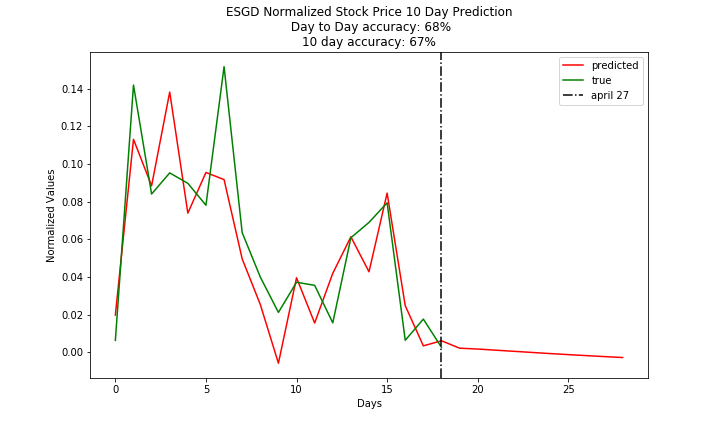 ESGD Normalized Stock Price 10 Day Prediction
Day to Day accuracy: 68%
10 day accuracy: 67%
predicted
true
april 27
Normalized Values
0.14
0.12
0.10
0.08
0.06
0.04
0.02
0.00
0 5 10 15 20 25
Days